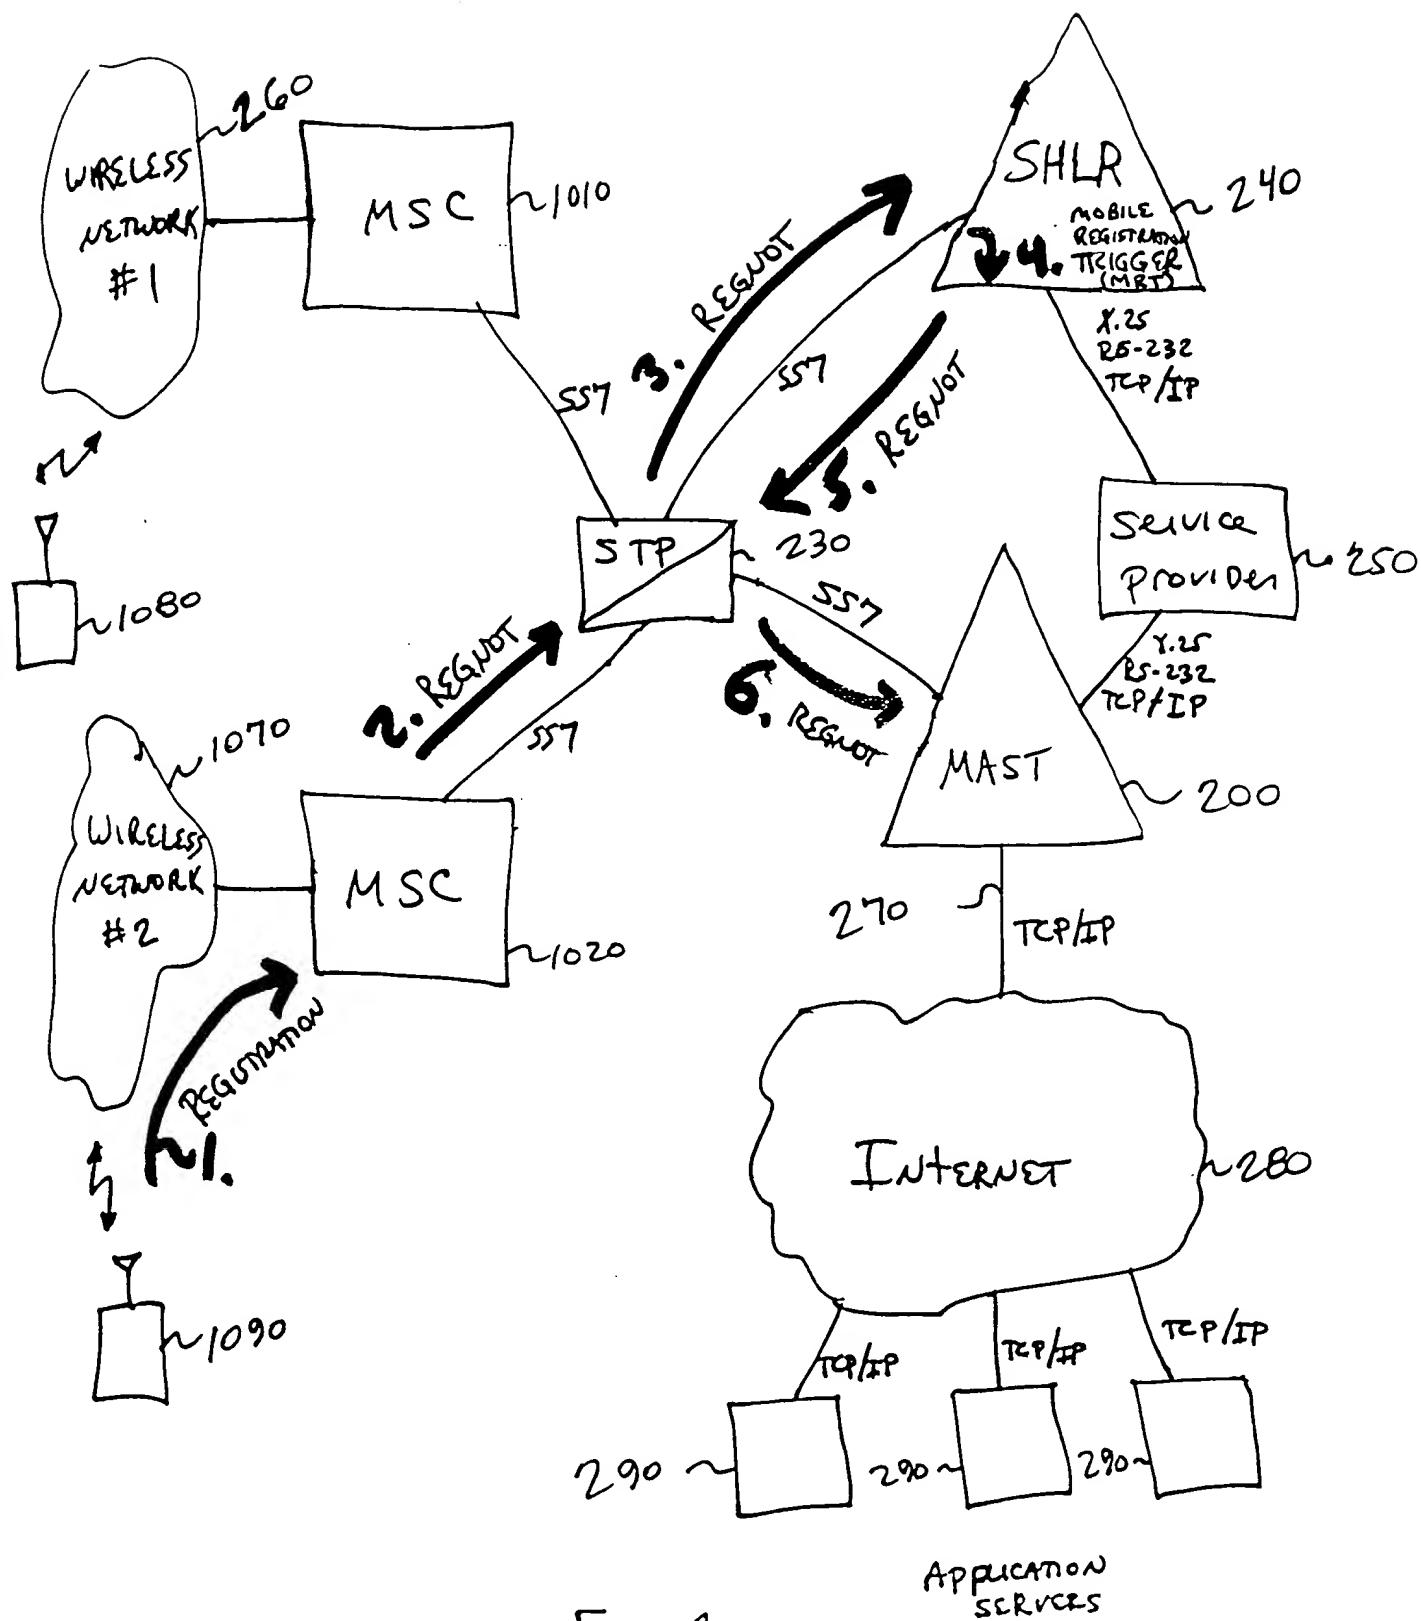 260
WIRELESS
NETWORK
#1
MSC
1010
SS7
1080
3. REGNOT
SS7
SHLR
240
MOBILE
REGISTRATION
TRIGGER
(MRT)
4.
X.25
RS-232
TCP/IP
5. REGNOT
STP
230
SS7
Service
Provider
250
X.25
RS-232
TCP/IP
2. REGNOT
SS7
6. REGNOT
MAST
200
1070
WIRELESS
NETWORK
#2
MSC
1020
REGISTRATION
1.
1090
270
TCP/IP
INTERNET
280
TCP/IP
TCP/IP
TCP/IP
290
290
290
APPLICATION
SERVERS